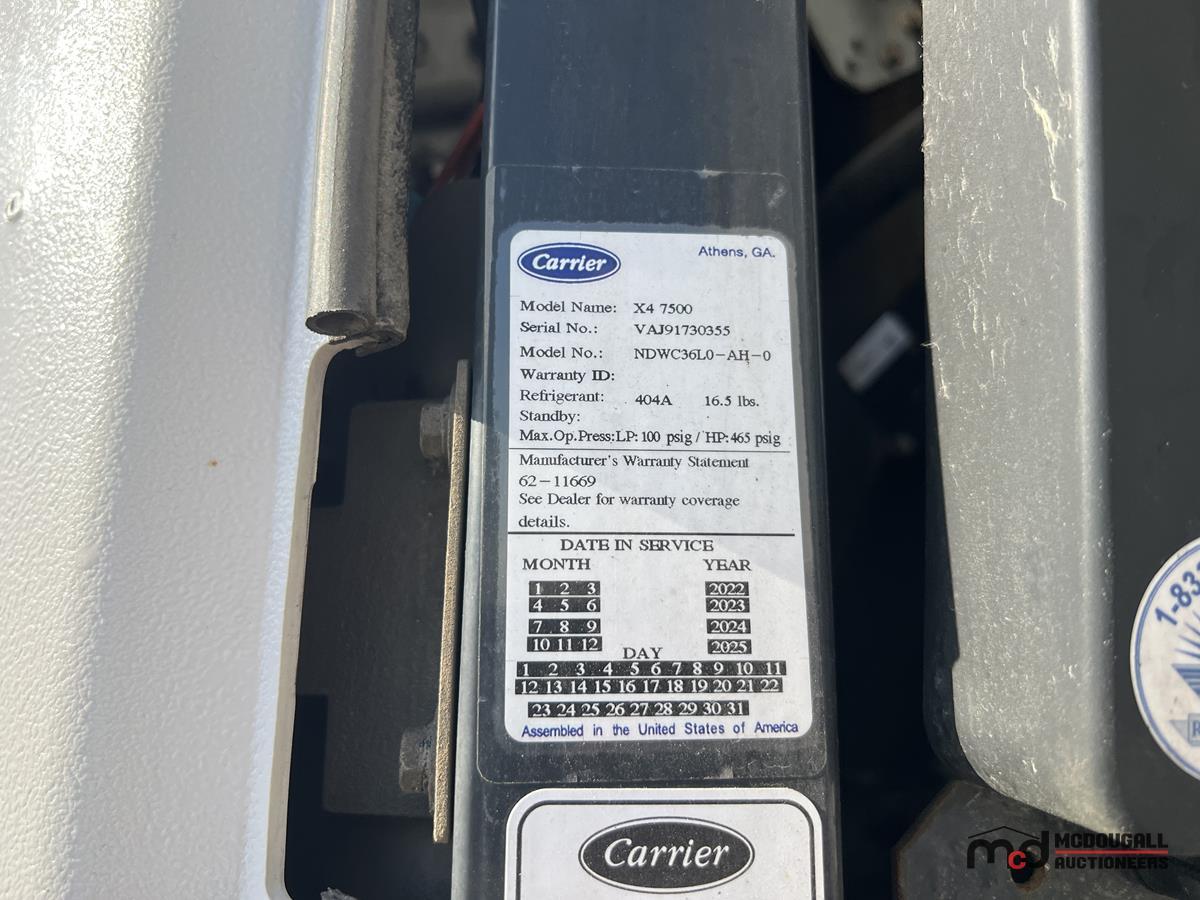 Carrier
Athens, GA.
Model Name: X4 7500
Serial No.: VAJ91730355
Model No.: NDWC36L0-AH-0
Warranty ID:
Refrigerant: 404A 16.5 lbs.
Standby:
Max.Op.Press:LP: 100 psig / HP: 465 psig
Manufacturer's Warranty Statement
62-11669
See Dealer for warranty coverage
details.
DATE IN SERVICE
MONTH YEAR
1 2 3 2022
4 5 6 2023
7 8 9 2024
10 11 12 2025
DAY
1 2 3 4 5 6 7 8 9 10 11
12 13 14 15 16 17 18 19 20 21 22
23 24 25 26 27 28 29 30 31
Assembled in the United States of America
Carrier
1-833
mcd MCDOUGALL
AUCTIONEERS